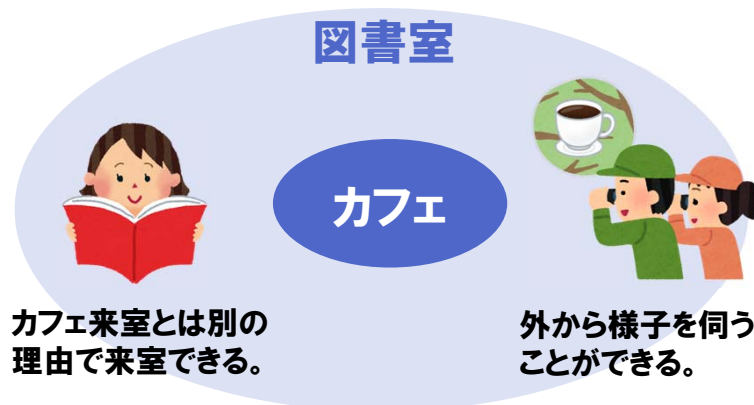 図書室
カフェ
カフェ来室とは別の
理由で来室できる。
外から様子を伺う
ことができる。